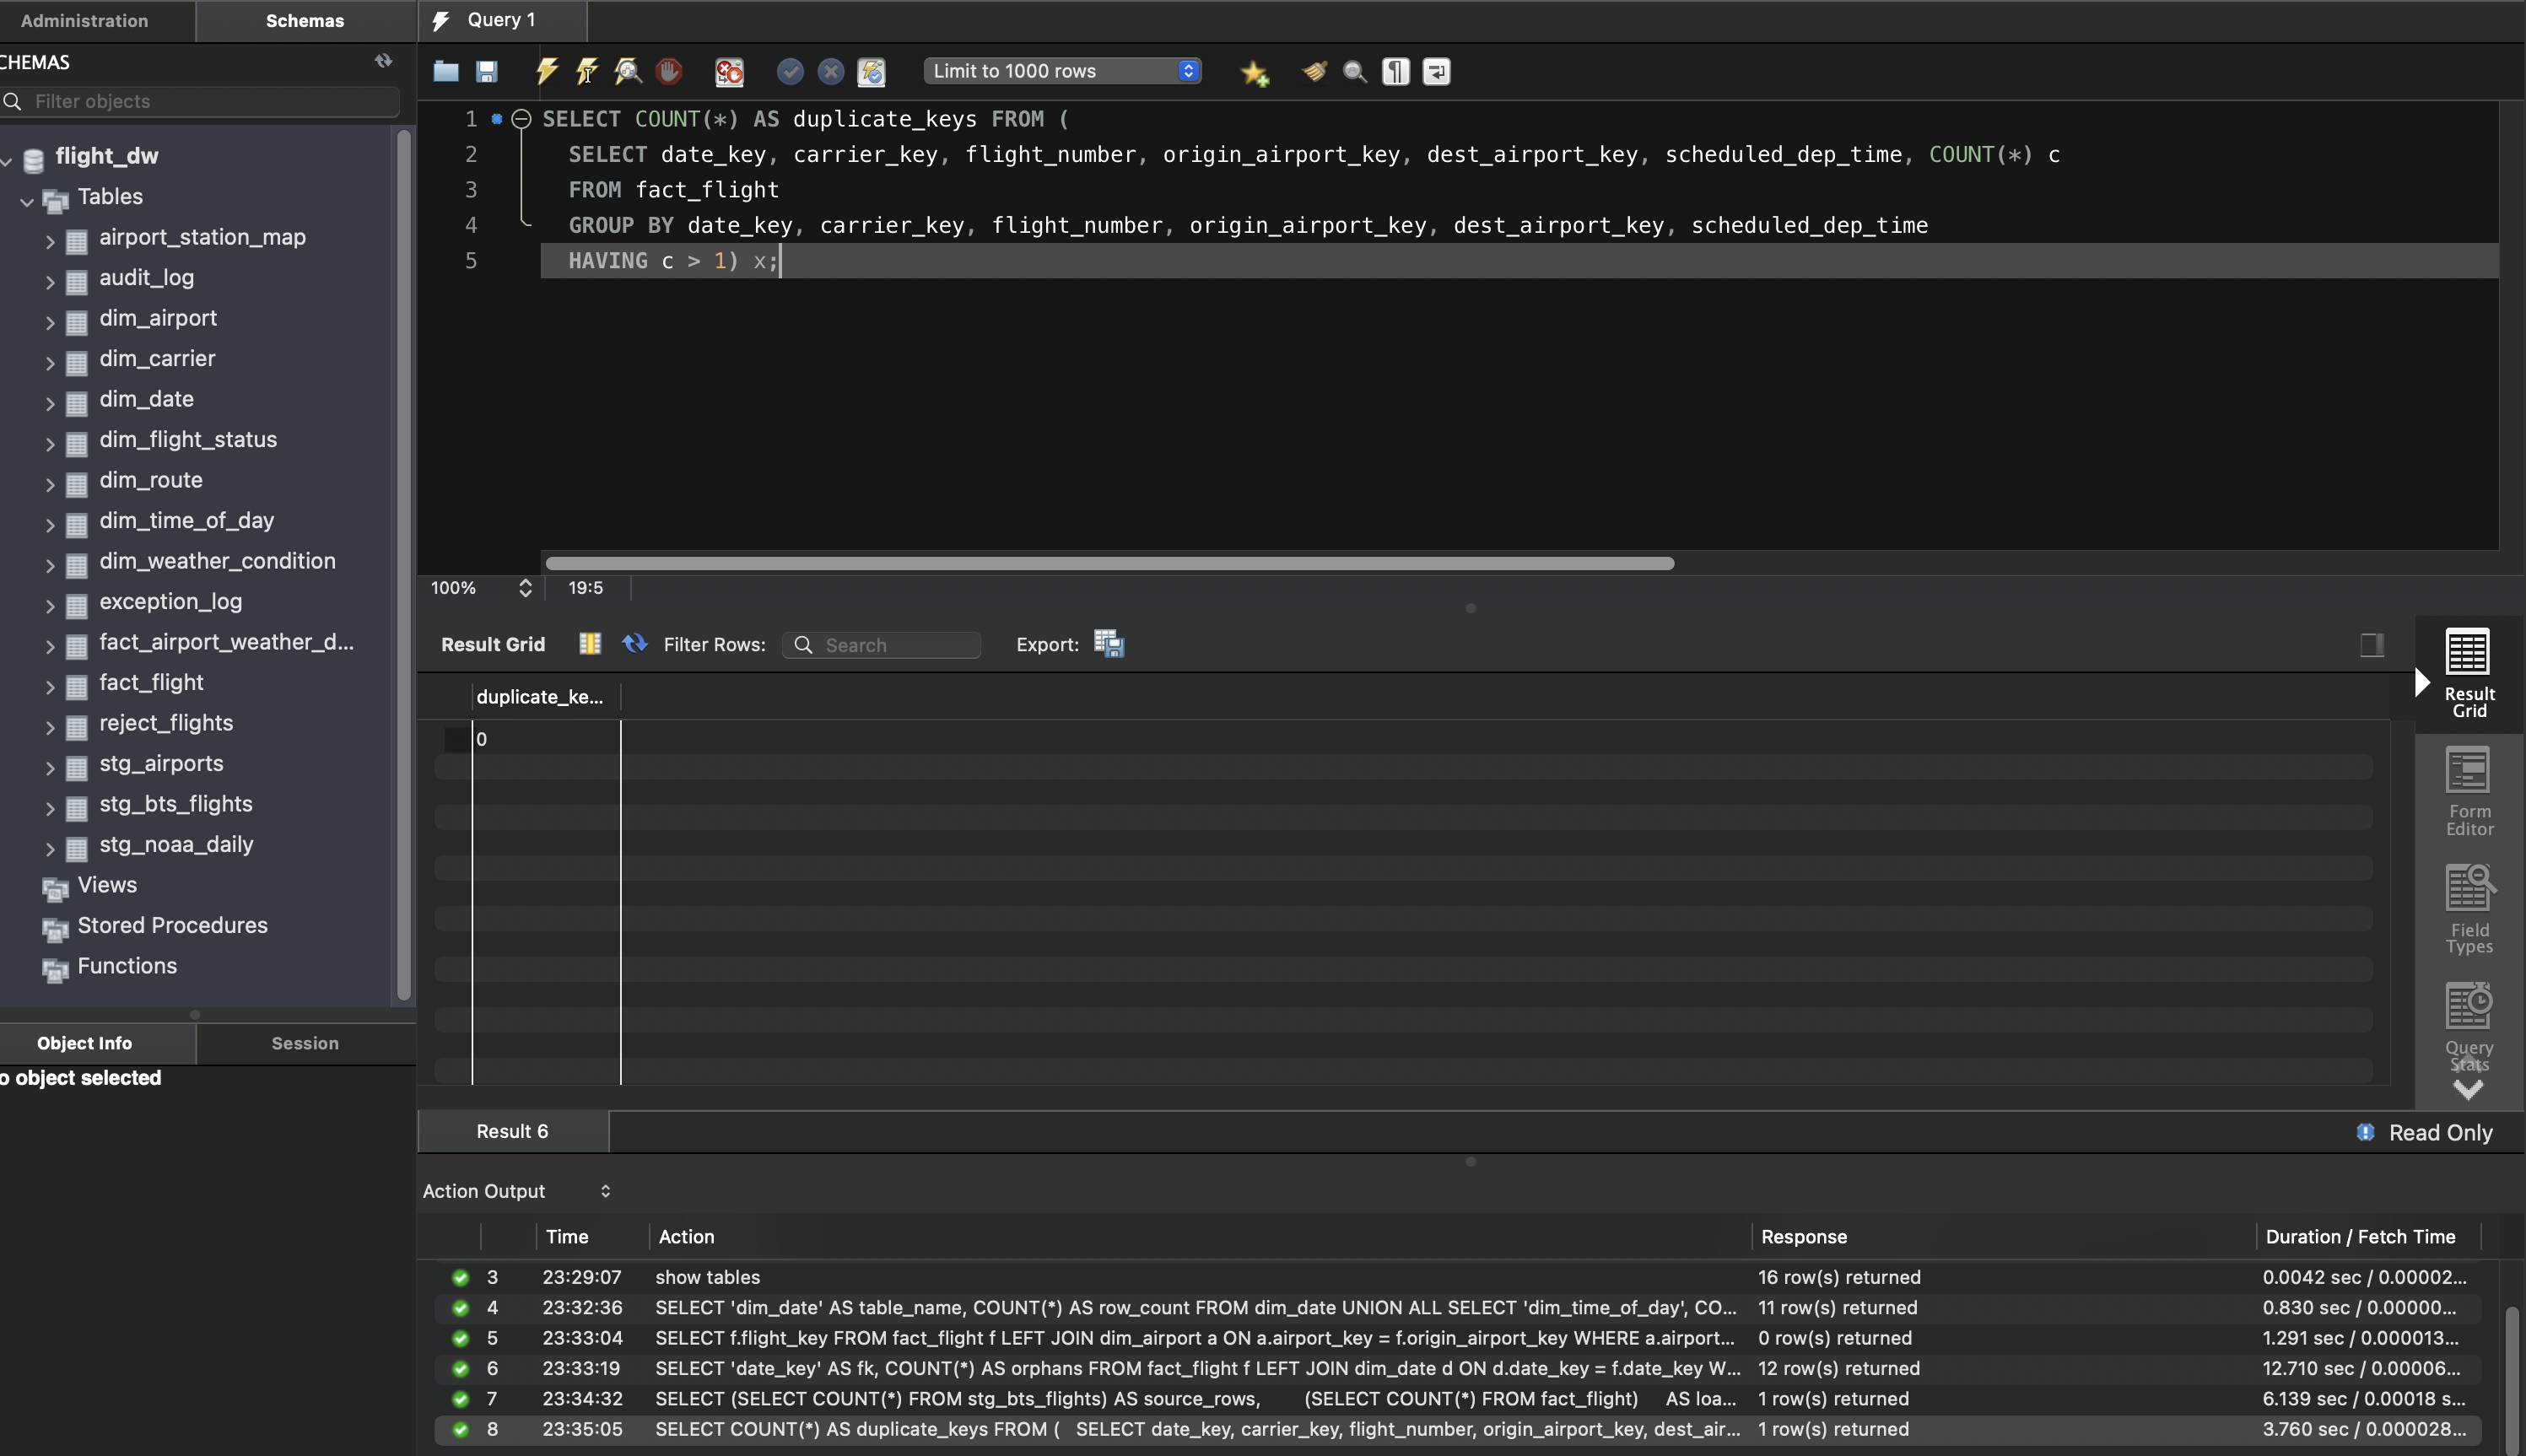 Administration
Schemas
CHEMAS
Filter objects
flight_dw
Tables
airport_station_map
audit_log
dim_airport
dim_carrier
dim_date
dim_flight_status
dim_route
dim_time_of_day
dim_weather_condition
exception_log
fact_airport_weather_d...
fact_flight
reject_flights
stg_airports
stg_bts_flights
stg_noaa_daily
Views
Stored Procedures
Functions
Object Info
Session
o object selected
Query 1
Limit to 1000 rows
1 SELECT COUNT(*) AS duplicate_keys FROM (
2 SELECT date_key, carrier_key, flight_number, origin_airport_key, dest_airport_key, scheduled_dep_time, COUNT(*) c
3 FROM fact_flight
4 GROUP BY date_key, carrier_key, flight_number, origin_airport_key, dest_airport_key, scheduled_dep_time
5 HAVING c > 1) x;
100% 19:5
Result Grid Filter Rows: Search Export:
duplicate_ke...
0
Result
Grid
Form
Editor
Field
Types
Query
Stats
Result 6
Read Only
Action Output
Time Action Response Duration / Fetch Time
3 23:29:07 show tables 16 row(s) returned 0.0042 sec / 0.00002...
4 23:32:36 SELECT 'dim_date' AS table_name, COUNT(*) AS row_count FROM dim_date UNION ALL SELECT 'dim_time_of_day', CO... 11 row(s) returned 0.830 sec / 0.00000...
5 23:33:04 SELECT f.flight_key FROM fact_flight f LEFT JOIN dim_airport a ON a.airport_key = f.origin_airport_key WHERE a.airport... 0 row(s) returned 1.291 sec / 0.000013...
6 23:33:19 SELECT 'date_key' AS fk, COUNT(*) AS orphans FROM fact_flight f LEFT JOIN dim_date d ON d.date_key = f.date_key W... 12 row(s) returned 12.710 sec / 0.00006...
7 23:34:32 SELECT (SELECT COUNT(*) FROM stg_bts_flights) AS source_rows, (SELECT COUNT(*) FROM fact_flight) AS loa... 1 row(s) returned 6.139 sec / 0.00018 s...
8 23:35:05 SELECT COUNT(*) AS duplicate_keys FROM ( SELECT date_key, carrier_key, flight_number, origin_airport_key, dest_air... 1 row(s) returned 3.760 sec / 0.000028...